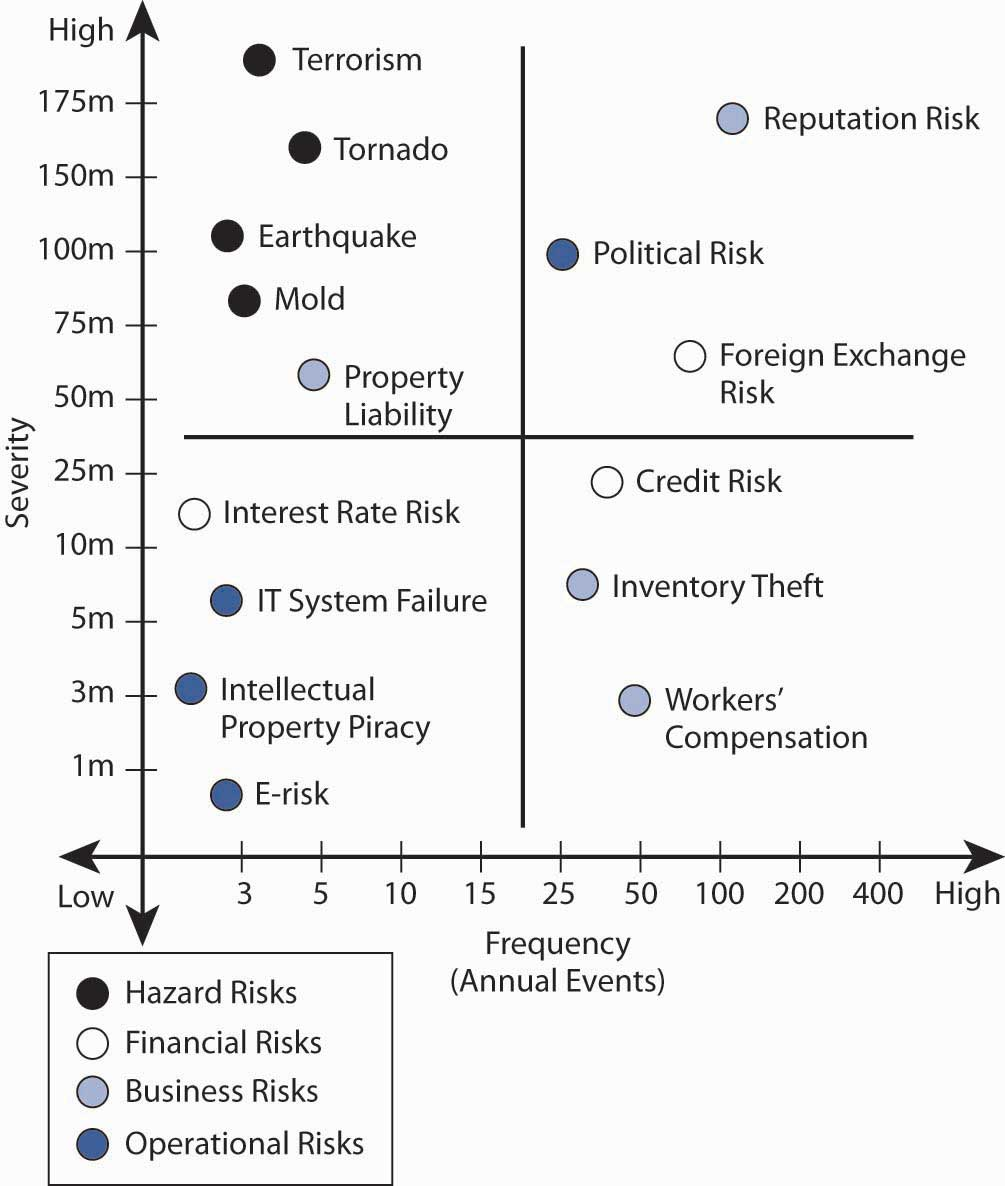 High
Terrorism
175m
Reputation Risk
Tornado
150m
Earthquake
100m
Political Risk
Mold
75m
Foreign Exchange
Risk
Property
Liability
50m
Severity
25m
Credit Risk
Interest Rate Risk
10m
Inventory Theft
IT System Failure
5m
3m
Intellectual
Property Piracy
Workers’
Compensation
1m
E-risk
Low
3 5 10 15 25 50 100 200 400
High
Frequency
(Annual Events)
Hazard Risks
Financial Risks
Business Risks
Operational Risks